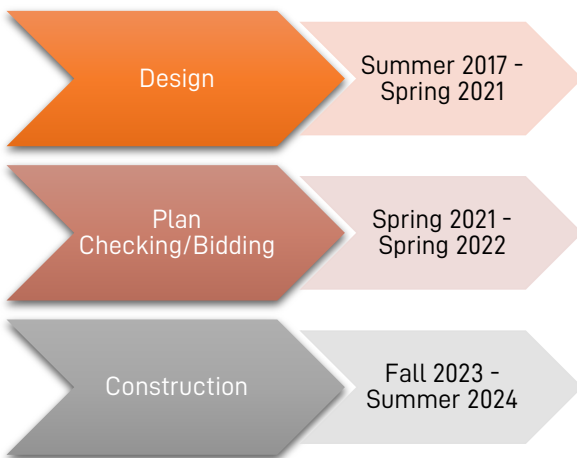 Design
Summer 2017 -
Spring 2021
Plan
Checking/Bidding
Spring 2021 -
Spring 2022
Construction
Fall 2023 -
Summer 2024